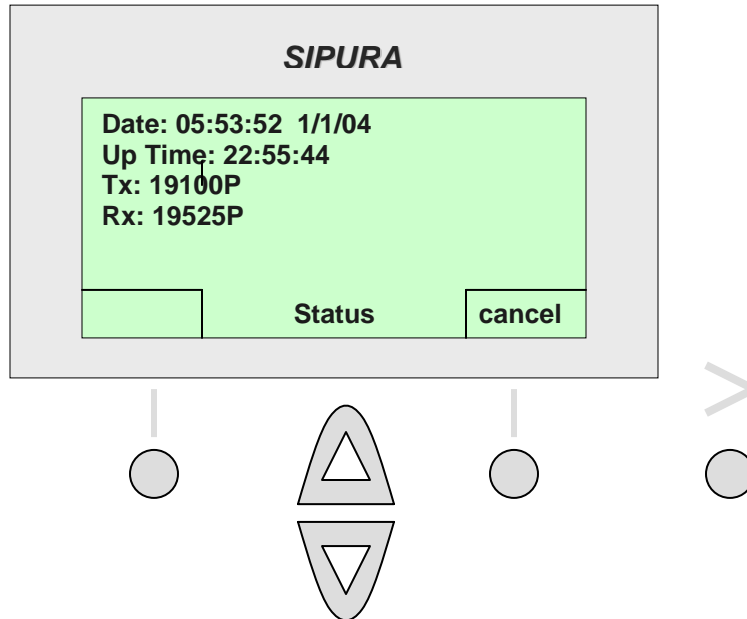 SIPURA
Date: 05:53:52 1/1/04
Up Time: 22:55:44
Tx: 19100P
Rx: 19525P
Status cancel
>